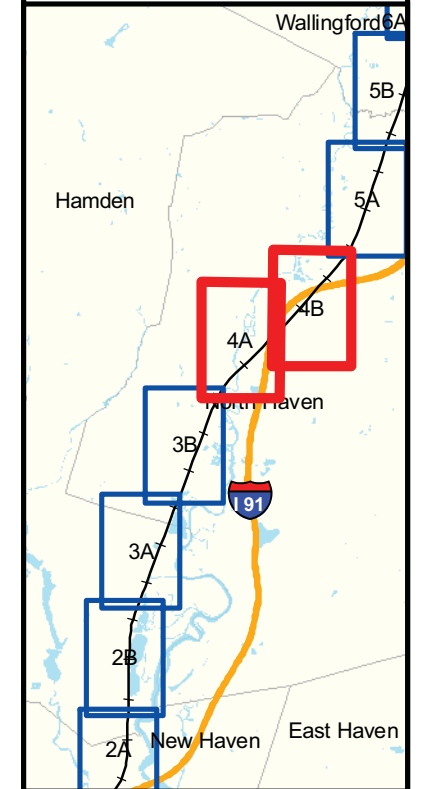 Wallingford 6A
5B
Hamden
5A
4B
4A
North Haven
3B
I 91
3A
2B
East Haven
New Haven
2A